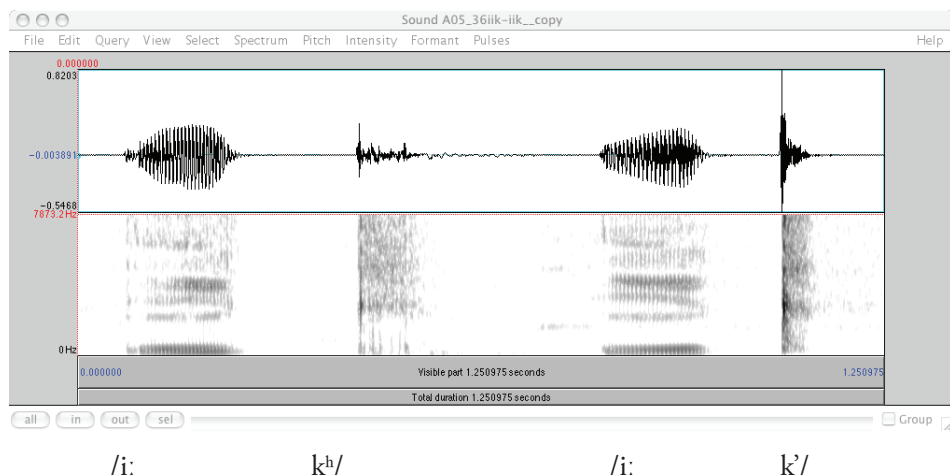 Sound A05_36iik-iik__copy
File Edit Query View Select Spectrum Pitch Intensity Formant Pulses Help
0.000000
0.8203
-0.003891
-0.5468
7873.2 Hz
0 Hz
0.000000 Visible part 1.250975 seconds 1.250975
Total duration 1.250975 seconds
all in out sel Group
/iː kʰ/ /iː k’/